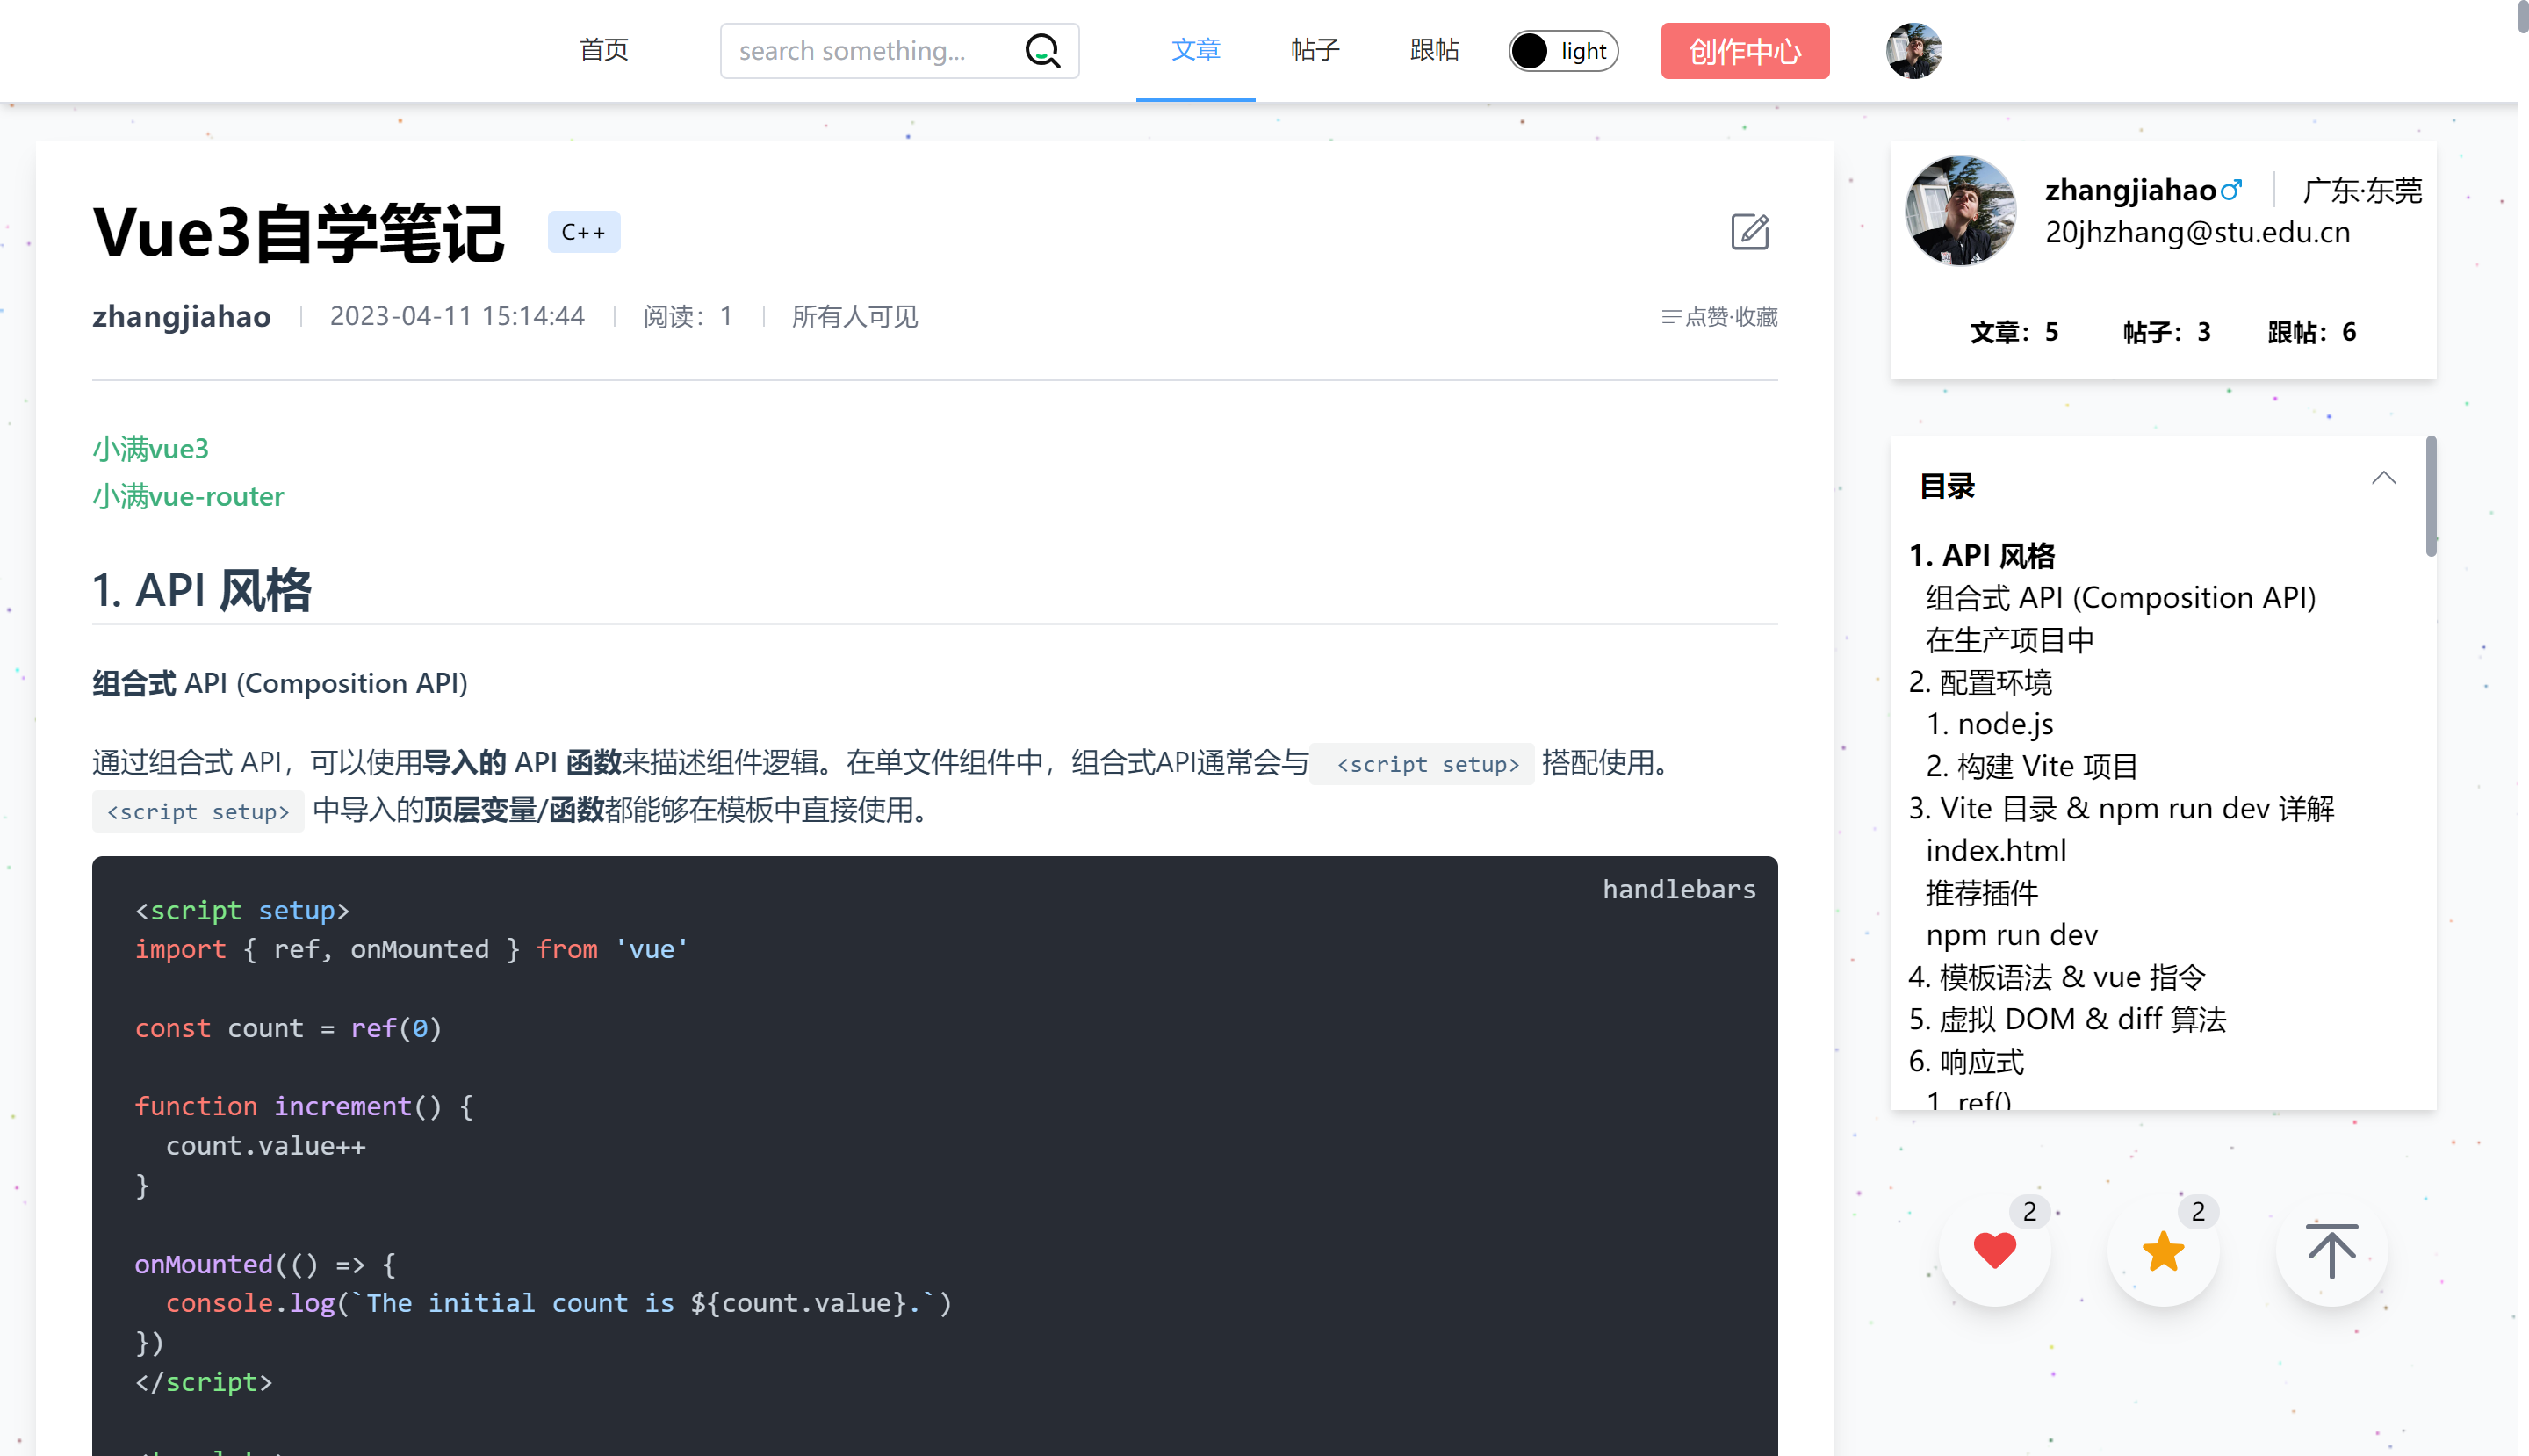 首页
search something...
文章
帖子
跟帖
light
创作中心
Vue3自学笔记
C++
zhangjiahao
2023-04-11 15:14:44
阅读：1
所有人可见
点赞·收藏
小满vue3
小满vue-router
1. API 风格
组合式 API (Composition API)
通过组合式 API，可以使用导入的 API 函数来描述组件逻辑。在单文件组件中，组合式API通常会与 <script setup> 搭配使用。
<script setup> 中导入的顶层变量/函数都能够在模板中直接使用。
handlebars
<script setup>
import { ref, onMounted } from 'vue'
const count = ref(0)
function increment() {
  count.value++
}
onMounted(() => {
  console.log(`The initial count is ${count.value}.`)
})
</script>
zhangjiahao
广东·东莞
20jhzhang@stu.edu.cn
文章：5
帖子：3
跟帖：6
目录
1. API 风格
组合式 API (Composition API)
在生产项目中
2. 配置环境
1. node.js
2. 构建 Vite 项目
3. Vite 目录 & npm run dev 详解
index.html
推荐插件
npm run dev
4. 模板语法 & vue 指令
5. 虚拟 DOM & diff 算法
6. 响应式
1. ref()
2
2